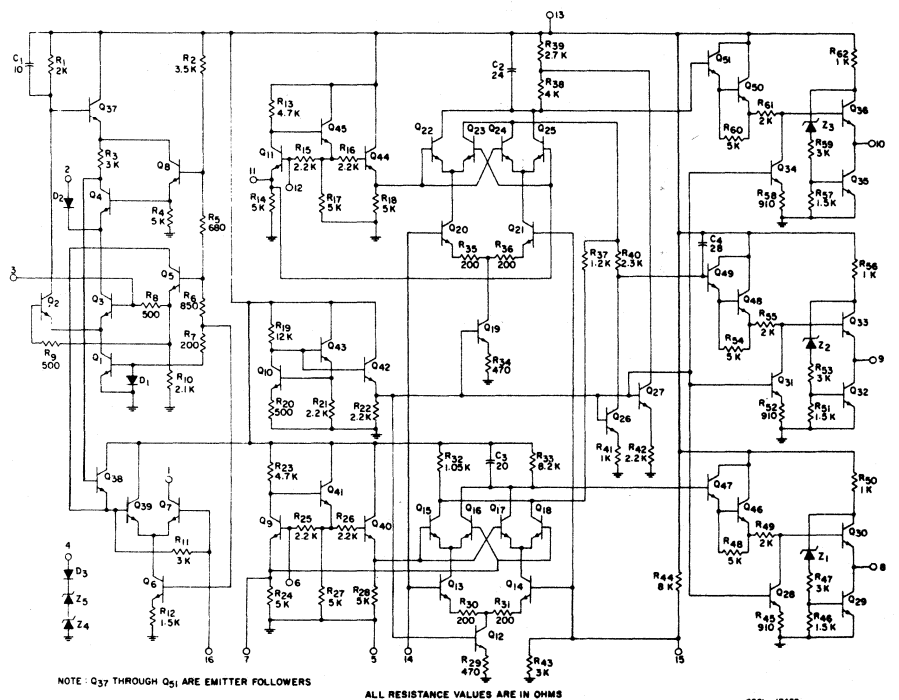 13
C1
10
R1
2K
R2
3.5K
Q37
R3
3K
Q8
2
D2
Q4
R4
5K
R5
680
3
Q5
Q2
Q3
R8
500
R6
850
R7
200
R9
500
Q1
D1
R10
2.1K
Q38
1
Q39
Q7
R11
3K
4
D3
Z5
Z4
Q6
R12
1.5K
16
R13
4.7K
Q45
Q11
R15
2.2K
R16
2.2K
Q44
11
12
R14
5K
R17
5K
R18
5K
R19
12K
Q43
Q42
Q10
R20
500
R21
2.2K
R22
2.2K
R23
4.7K
Q41
Q9
R25
2.2K
R26
2.2K
Q40
6
R24
5K
R27
5K
R28
5K
7
5
14
C2
24
R39
2.7K
R38
4K
Q22
Q23
Q24
Q25
Q20
Q21
R35
200
R36
200
R37
1.2K
R40
2.3K
Q19
R34
470
Q26
Q27
R41
1K
R42
2.2K
R32
1.05K
C3
20
R33
8.2K
Q15
Q16
Q17
Q18
Q13
Q14
R30
200
R31
200
Q12
R29
470
R43
3K
R44
8K
15
Q51
Q50
R62
1K
R61
2K
Q36
R60
5K
Z3
R59
3K
10
Q34
Q35
R58
910
R57
1.5K
C4
28
Q49
Q48
R56
1K
R55
2K
Q33
R54
5K
Z2
R53
3K
9
Q31
Q32
R52
910
R51
1.5K
Q47
Q46
R50
1K
R49
2K
Q30
R48
5K
Z1
R47
3K
8
Q28
Q29
R45
910
R46
1.5K
NOTE : Q37 THROUGH Q51 ARE EMITTER FOLLOWERS
ALL RESISTANCE VALUES ARE IN OHMS